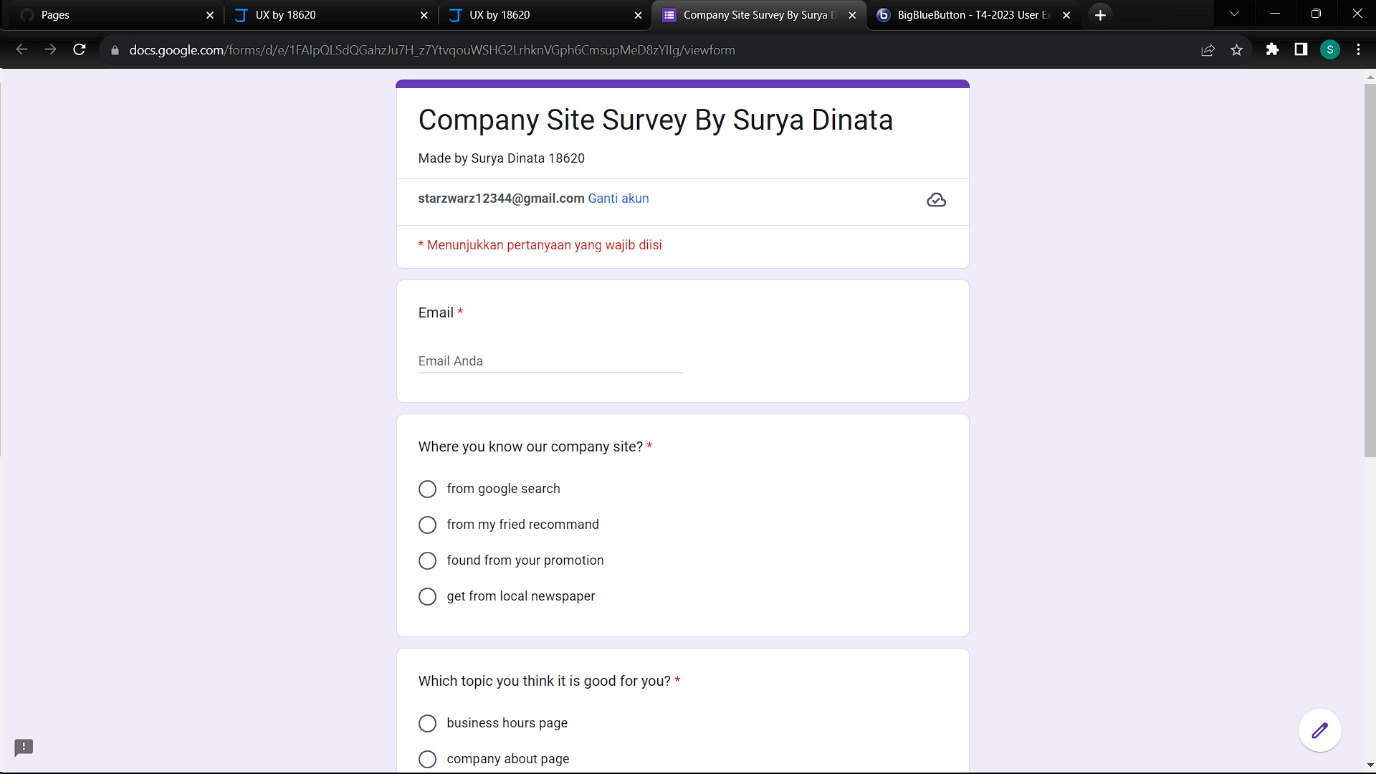 Pages
UX by 18620
UX by 18620
Company Site Survey By Surya D
BigBlueButton - T4-2023 User E
docs.google.com/forms/d/e/1FAIpQLSdQGahzJu7H_z7YtvqouWSHG2LrhknVGph6CmsupMeD8zYIIg/viewform
S
Company Site Survey By Surya Dinata
Made by Surya Dinata 18620
starzwarz12344@gmail.com Ganti akun
* Menunjukkan pertanyaan yang wajib diisi
Email *
Email Anda
Where you know our company site? *
from google search
from my fried recommand
found from your promotion
get from local newspaper
Which topic you think it is good for you? *
business hours page
company about page